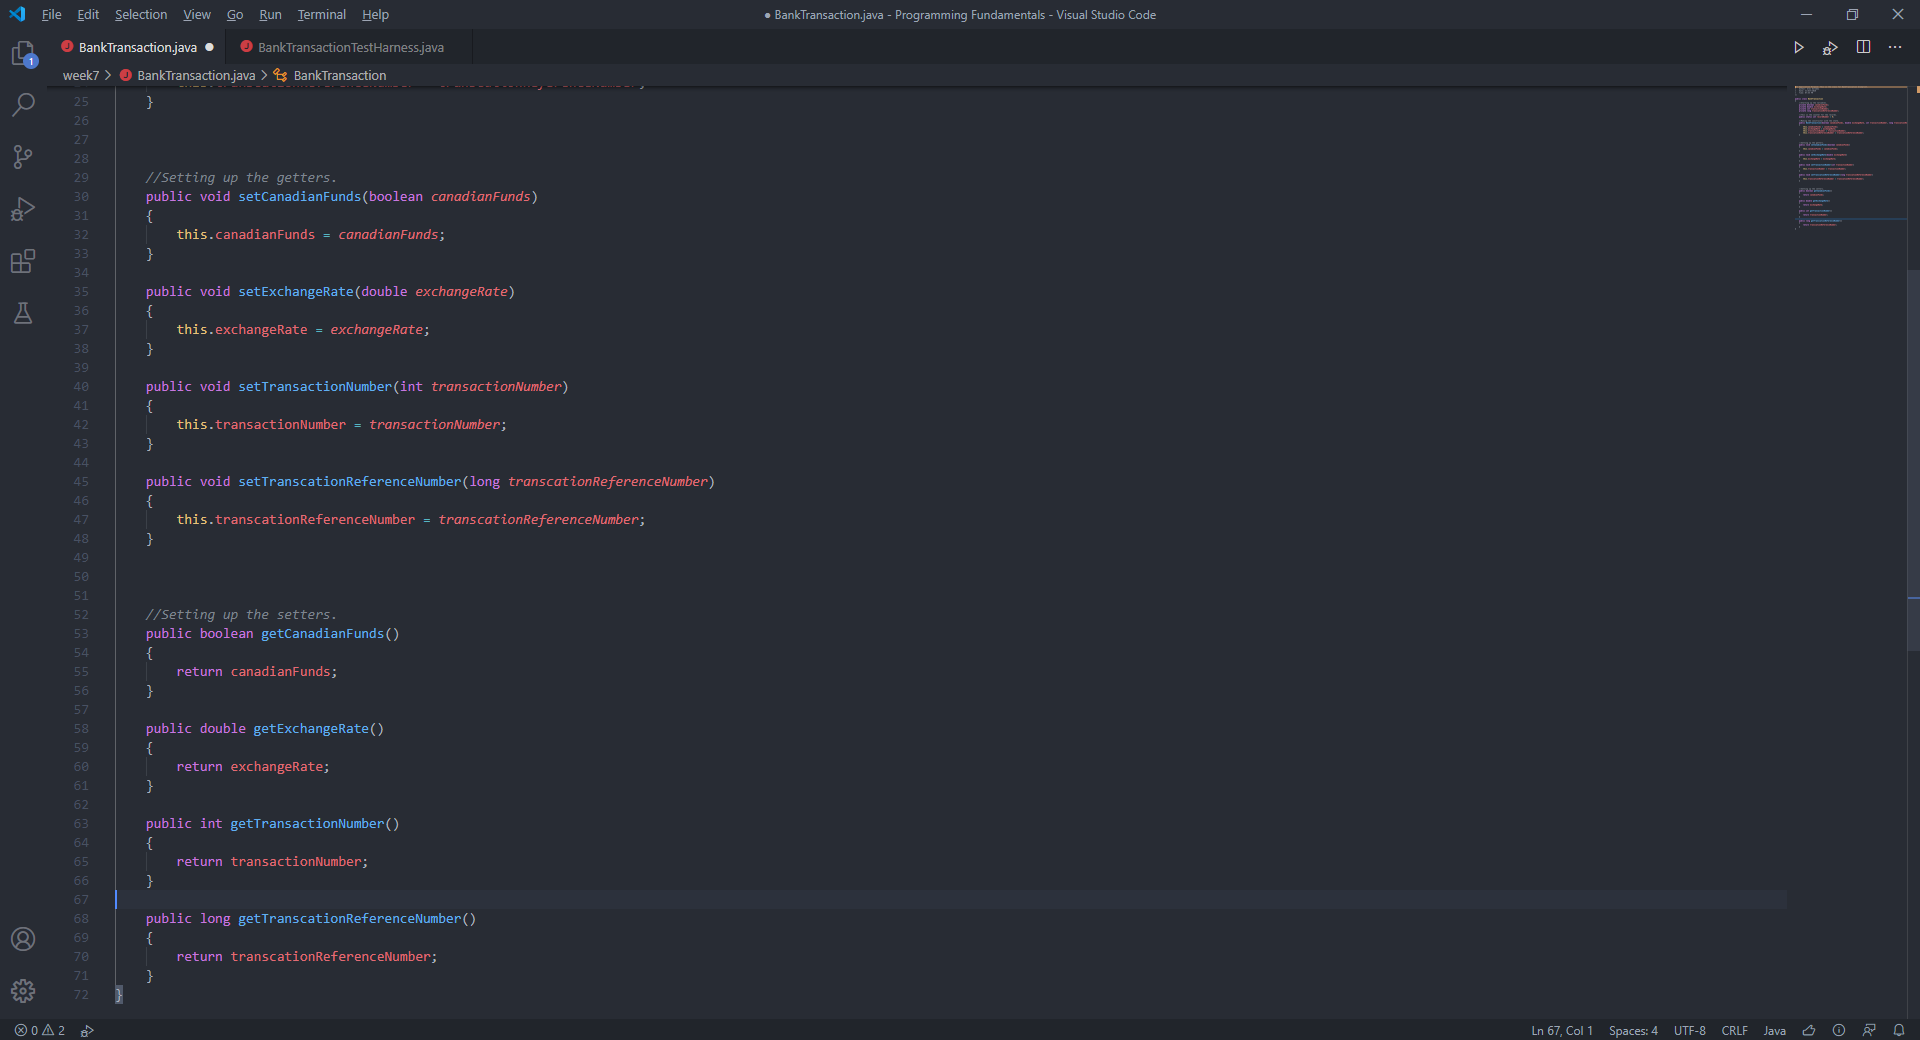 File Edit Selection View Go Run Terminal Help
● BankTransaction.java - Programming Fundamentals - Visual Studio Code
BankTransaction.java ● BankTransactionTestHarness.java
1
week7 > BankTransaction.java > BankTransaction
25 }
26
27
28
29 //Setting up the getters.
30 public void setCanadianFunds(boolean canadianFunds)
31 {
32 this.canadianFunds = canadianFunds;
33 }
34
35 public void setExchangeRate(double exchangeRate)
36 {
37 this.exchangeRate = exchangeRate;
38 }
39
40 public void setTransactionNumber(int transactionNumber)
41 {
42 this.transactionNumber = transactionNumber;
43 }
44
45 public void setTranscationReferenceNumber(long transcationReferenceNumber)
46 {
47 this.transcationReferenceNumber = transcationReferenceNumber;
48 }
49
50
51
52 //Setting up the setters.
53 public boolean getCanadianFunds()
54 {
55 return canadianFunds;
56 }
57
58 public double getExchangeRate()
59 {
60 return exchangeRate;
61 }
62
63 public int getTransactionNumber()
64 {
65 return transactionNumber;
66 }
67
68 public long getTranscationReferenceNumber()
69 {
70 return transcationReferenceNumber;
71 }
72 }
0 2
Ln 67, Col 1 Spaces: 4 UTF-8 CRLF Java